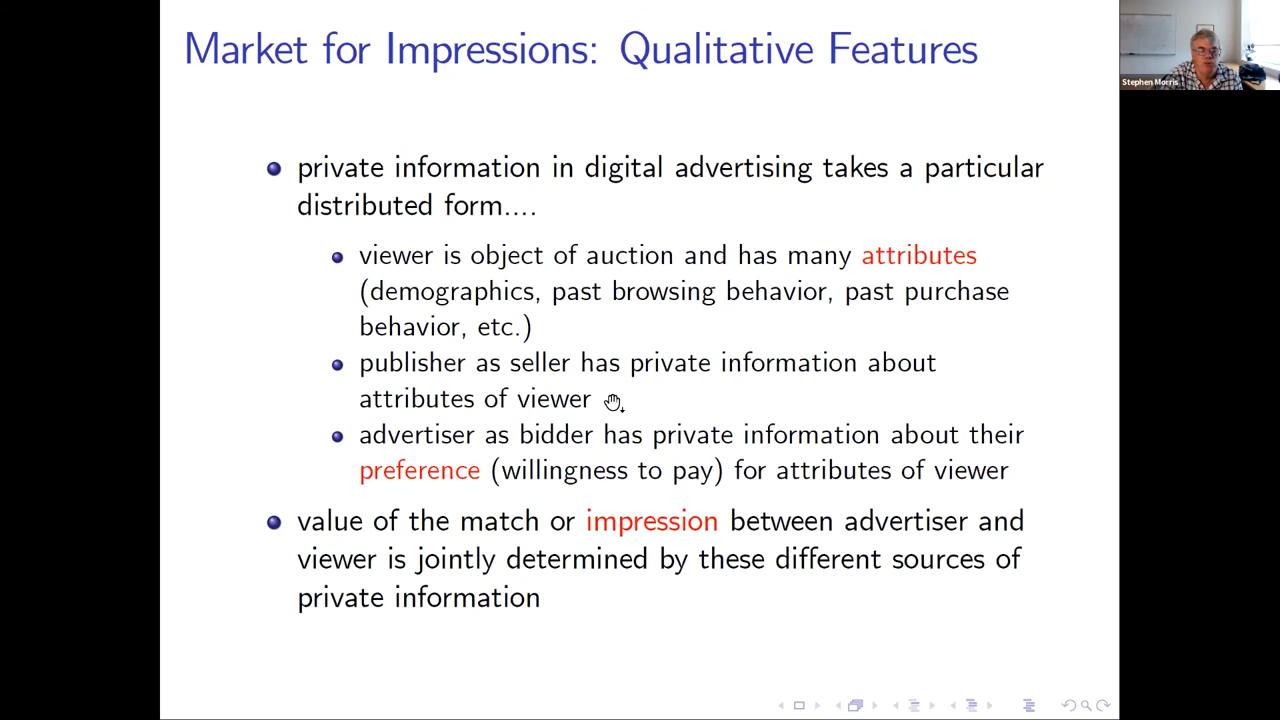 Market for Impressions: Qualitative Features
Stephen Morris
private information in digital advertising takes a particular
distributed form....
viewer is object of auction and has many attributes
(demographics, past browsing behavior, past purchase
behavior, etc.)
publisher as seller has private information about
attributes of viewer
advertiser as bidder has private information about their
preference (willingness to pay) for attributes of viewer
value of the match or impression between advertiser and
viewer is jointly determined by these different sources of
private information